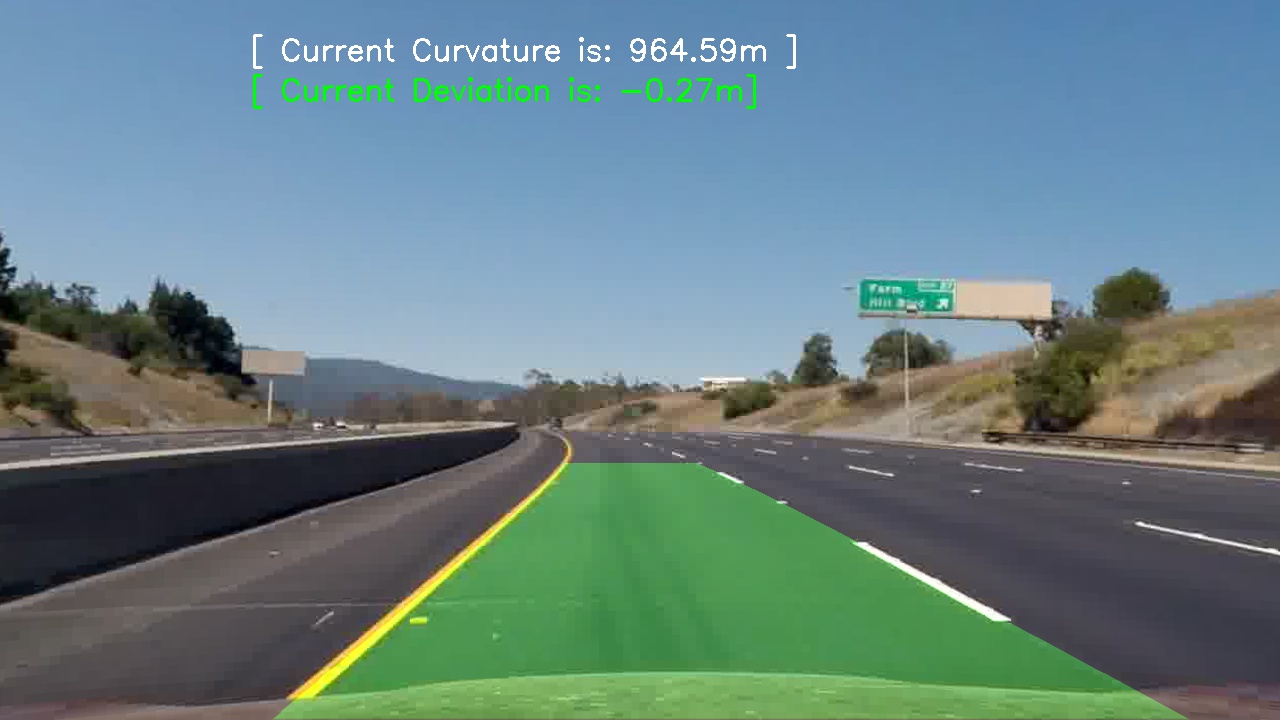 [ Current Curvature is: 964.59m ]
[ Current Deviation is: -0.27m]
Farm
Hill Blvd